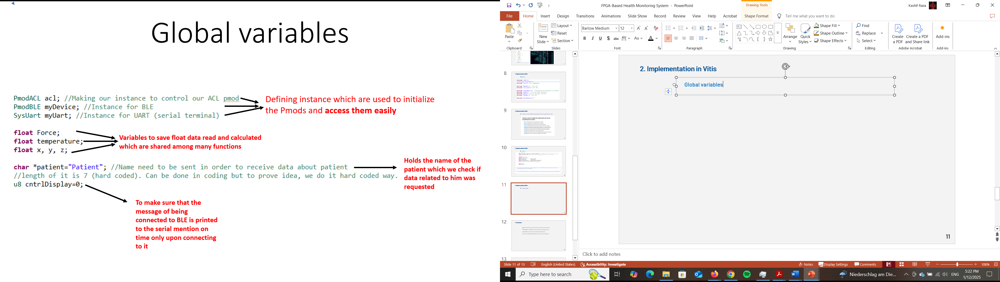 Global variables
PmodACL acl; //Making our instance to control our ACL pmod
PmodBLE myDevice; //Instance for BLE
SysUart myUart; //Instance for UART (serial terminal)
Defining instance which are used to initialize
the Pmods and access them easily
float Force;
float temperature;
float x, y, z;
Variables to save float data read and calculated
which are shared among many functions
char *patient="Patient"; //Name need to be sent in order to receive data about patient
//length of it is 7 (hard coded). Can be done in coding but to prove idea, we do it hard coded way.
u8 cntrlDisplay=0;
Holds the name of the
patient which we check if
data related to him was
requested
To make sure that the
message of being
connected to BLE is printed
to the serial mention on
time only upon connecting
to it
FPGA-Based Health Monitoring System - PowerPoint
Drawing Tools
Kashif Raza
File Home Insert Design Transitions Animations Slide Show Record Review View Help Acrobat Shape Format Tell me what you want to do
Paste
Clipboard
New
Slide
Layout
Reset
Section
Slides
Barlow Medium 12
B I U S abc AV Aa A
Font
Paragraph
Arrange
Quick
Styles
Shape Fill
Shape Outline
Shape Effects
Drawing
Find
Replace
Select
Editing
Create
a PDF
Create a PDF
and Share link
Adobe Acrobat
Add-ins
Add-ins
8
9
10
11
12
13
2. Implementation in Vitis
Global variables
11
Click to add notes
Slide 11 of 13 English (United States) Accessibility: Investigate Notes Display Settings Comments 108%
Type here to search
Niederschlag am Die... ENG
5:22 PM
1/12/2025